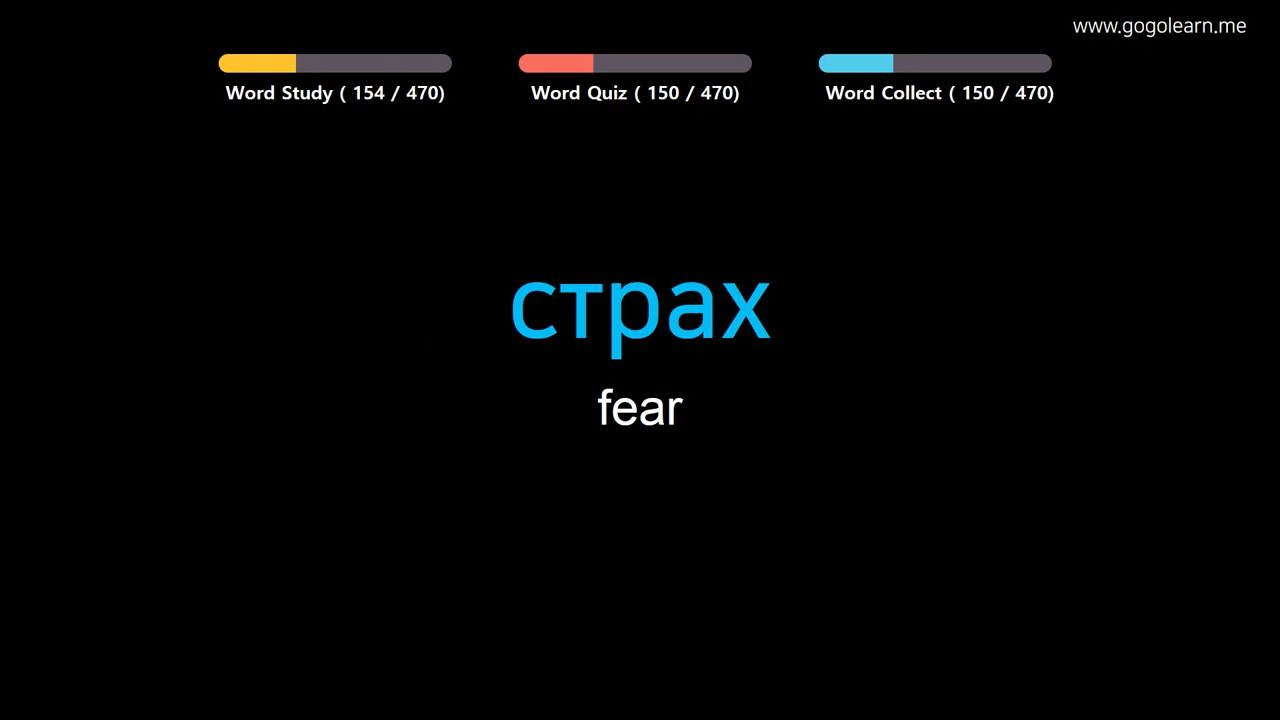 www.gogolearn.me
Word Study ( 154 / 470)
Word Quiz ( 150 / 470)
Word Collect ( 150 / 470)
страх
fear